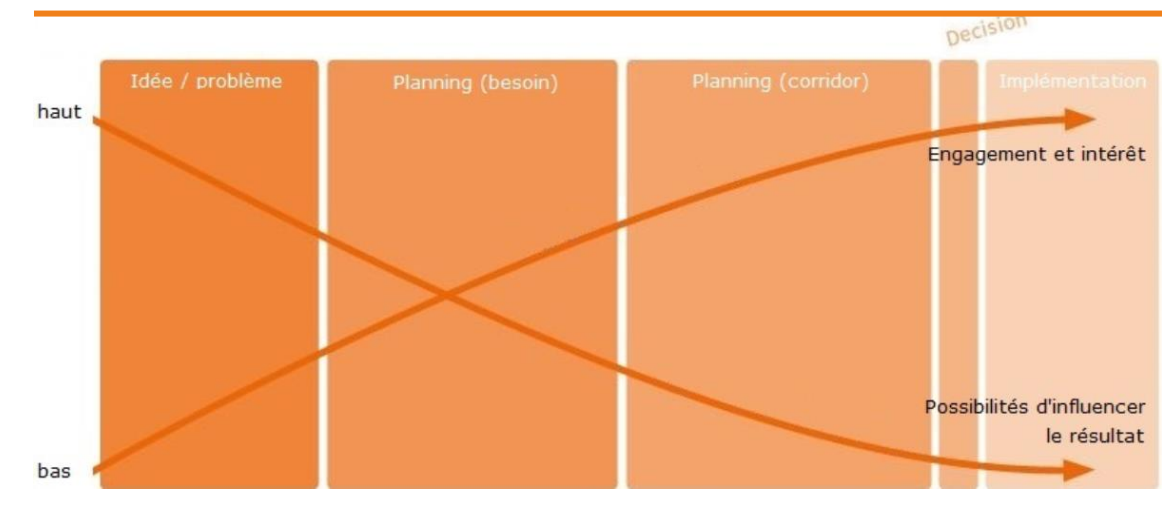 Decision
Idée / problème
Planning (besoin)
Planning (corridor)
Implémentation
haut
Engagement et intérêt
Possibilités d'influencer
le résultat
bas